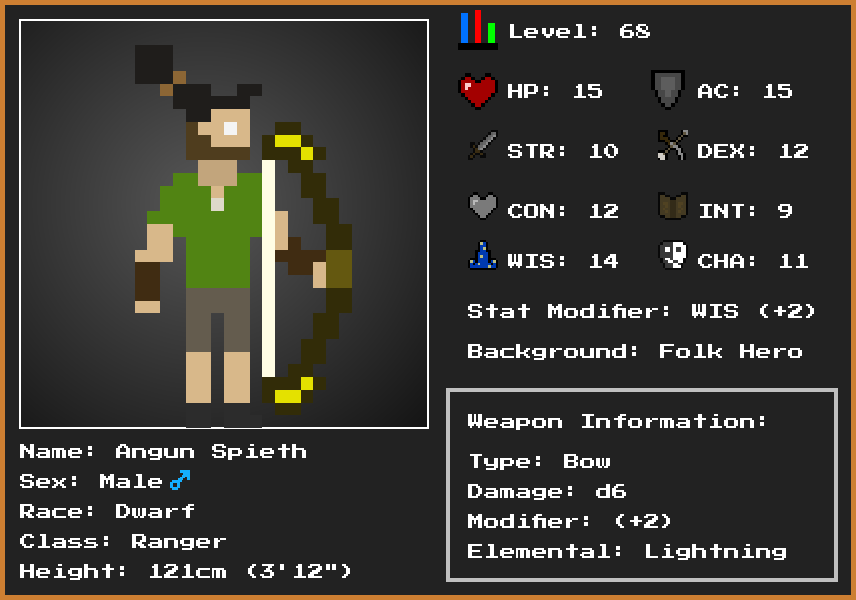 Level: 68
HP: 15
AC: 15
STR: 10
DEX: 12
CON: 12
INT: 9
WIS: 14
CHA: 11
Stat Modifier: WIS (+2)
Background: Folk Hero
Weapon Information:
Type: Bow
Damage: d6
Modifier: (+2)
Elemental: Lightning
Name: Angun Spieth
Sex: Male♂
Race: Dwarf
Class: Ranger
Height: 121cm (3'12")